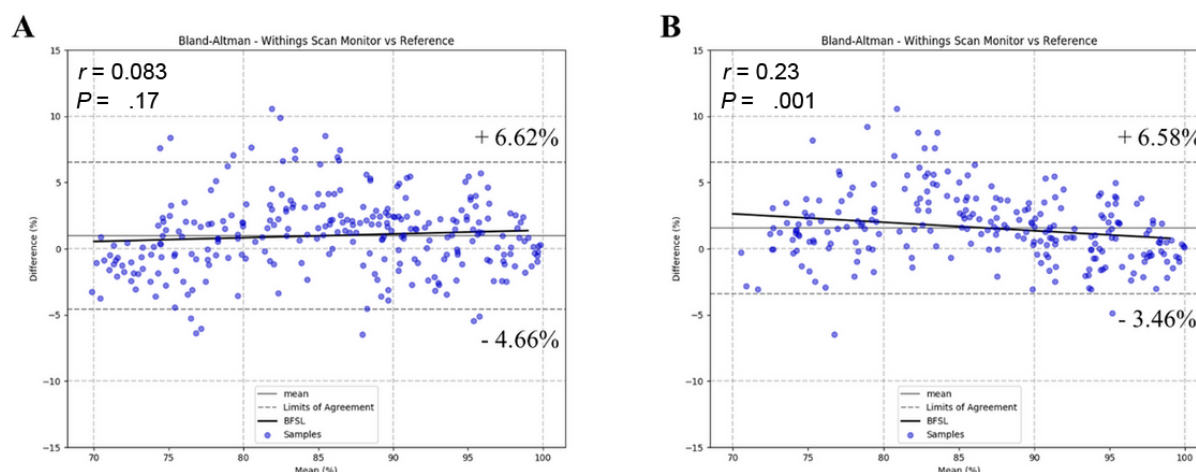 A
Bland-Altman - Withings Scan Monitor vs Reference
15
10
5
0
−5
−10
−15
Difference (%)
r = 0.083
P = .17
+ 6.62%
- 4.66%
mean
Limits of Agreement
BFSL
Samples
70 75 80 85 90 95 100
Mean (%)
B
Bland-Altman - Withings Scan Monitor vs Reference
15
10
5
0
−5
−10
−15
Difference (%)
r = 0.23
P = .001
+ 6.58%
- 3.46%
mean
Limits of Agreement
BFSL
Samples
70 75 80 85 90 95 100
Mean (%)